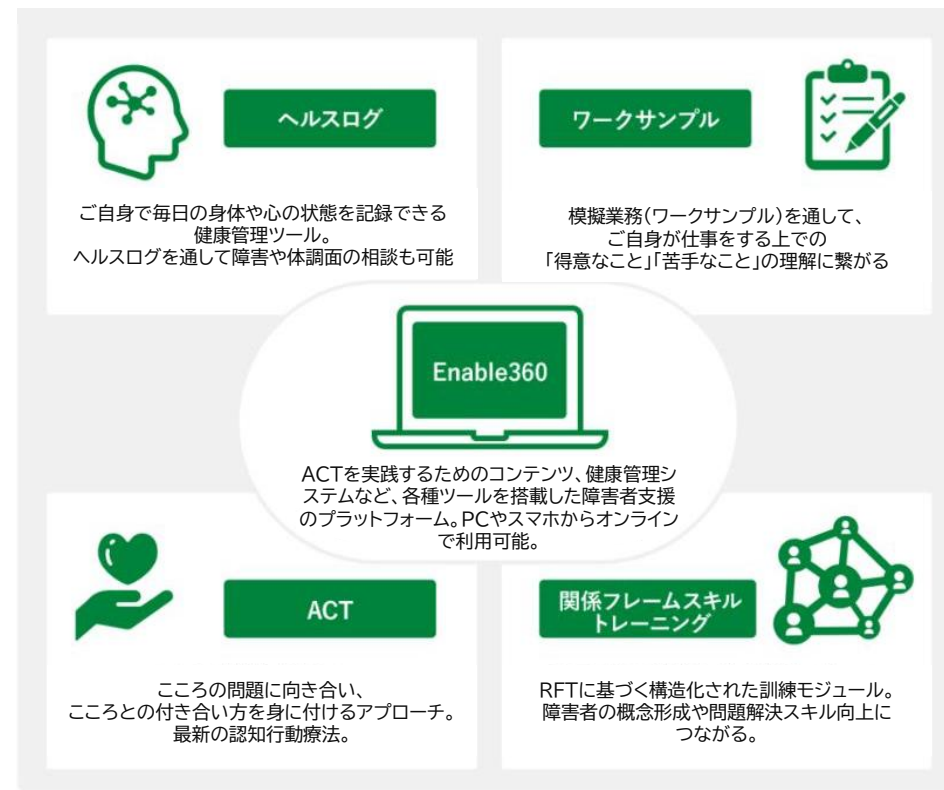 ヘルスログ
ご自身で毎日の身体や心の状態を記録できる
健康管理ツール。
ヘルスログを通して障害や体調面の相談も可能
ワークサンプル
模擬業務(ワークサンプル)を通して、
ご自身が仕事をする上での
「得意なこと」「苦手なこと」の理解に繋がる
Enable360
ACTを実践するためのコンテンツ、健康管理シ
ステムなど、各種ツールを搭載した障害者支援
のプラットフォーム。PCやスマホからオンライン
で利用可能。
ACT
こころの問題に向き合い、
こころとの付き合い方を身に付けるアプローチ。
最新の認知行動療法。
関係フレームスキル
トレーニング
RFTに基づく構造化された訓練モジュール。
障害者の概念形成や問題解決スキル向上に
つながる。